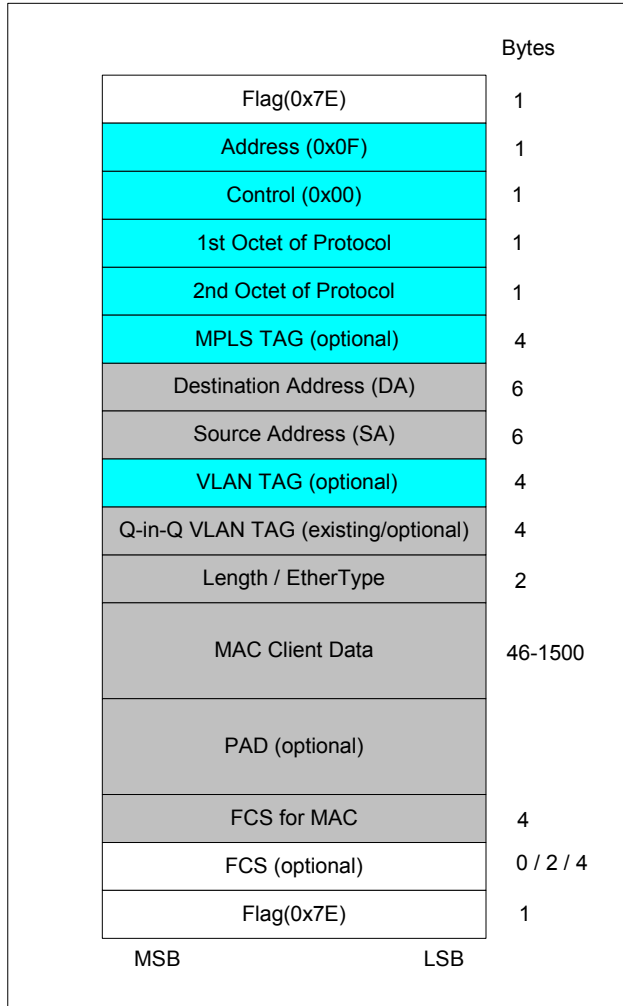 Bytes
Flag(0x7E) 1
Address (0x0F) 1
Control (0x00) 1
1st Octet of Protocol 1
2nd Octet of Protocol 1
MPLS TAG (optional) 4
Destination Address (DA) 6
Source Address (SA) 6
VLAN TAG (optional) 4
Q-in-Q VLAN TAG (existing/optional) 4
Length / EtherType 2
MAC Client Data 46-1500
PAD (optional)
FCS for MAC 4
FCS (optional) 0 / 2 / 4
Flag(0x7E) 1
MSB LSB